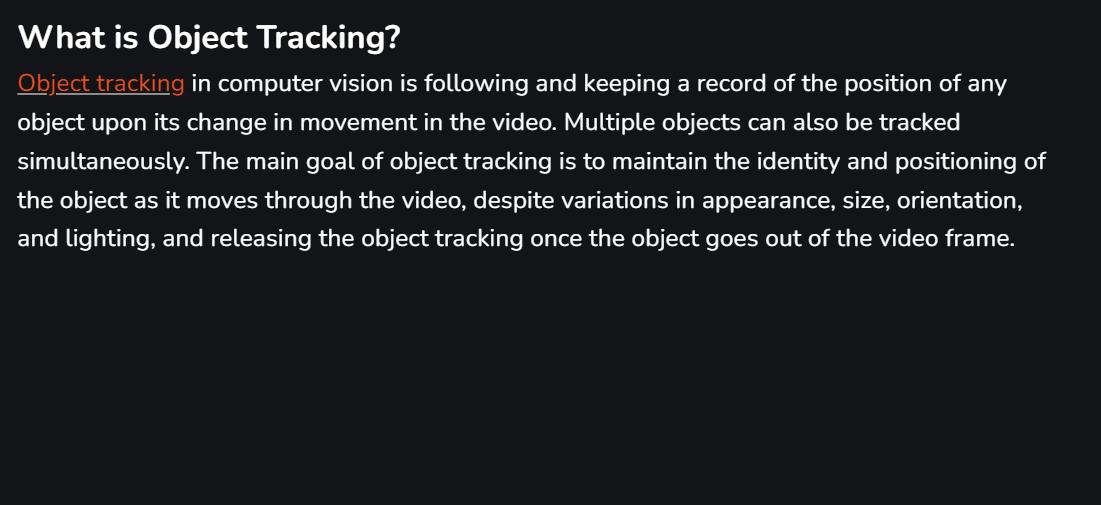 What is Object Tracking?
Object tracking in computer vision is following and keeping a record of the position of any
object upon its change in movement in the video. Multiple objects can also be tracked
simultaneously. The main goal of object tracking is to maintain the identity and positioning of
the object as it moves through the video, despite variations in appearance, size, orientation,
and lighting, and releasing the object tracking once the object goes out of the video frame.